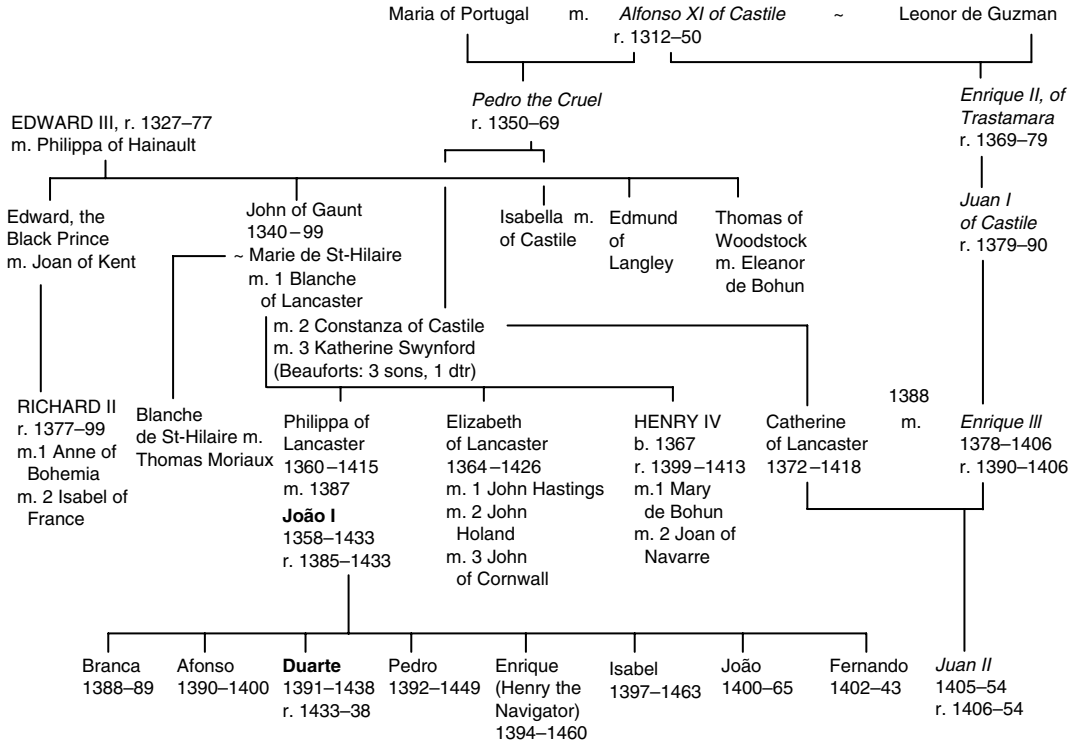 Maria of Portugal m. Alfonso XI of Castile ~ Leonor de Guzman
r. 1312–50
Pedro the Cruel
r. 1350–69
Enrique II, of
Trastamara
r. 1369–79
EDWARD III, r. 1327–77
m. Philippa of Hainault
Edward, the
Black Prince
m. Joan of Kent
John of Gaunt
1340–99
~ Marie de St-Hilaire
m. 1 Blanche
of Lancaster
m. 2 Constanza of Castile
m. 3 Katherine Swynford
(Beauforts: 3 sons, 1 dtr)
Isabella m.
of Castile
Edmund
of
Langley
Thomas of
Woodstock
m. Eleanor
de Bohun
Juan I
of Castile
r. 1379–90
RICHARD II
r. 1377–99
m.1 Anne of
Bohemia
m. 2 Isabel of
France
Blanche
de St-Hilaire m.
Thomas Moriaux
Philippa of
Lancaster
1360–1415
m. 1387
João I
1358–1433
r. 1385–1433
Elizabeth
of Lancaster
1364–1426
m. 1 John Hastings
m. 2 John
Holand
m. 3 John
of Cornwall
HENRY IV
b. 1367
r. 1399–1413
m.1 Mary
de Bohun
m. 2 Joan of
Navarre
Catherine
of Lancaster
1372–1418
1388
m.
Enrique III
1378–1406
r. 1390–1406
Branca
1388–89
Afonso
1390–1400
Duarte
1391–1438
r. 1433–38
Pedro
1392–1449
Enrique
(Henry the
Navigator)
1394–1460
Isabel
1397–1463
João
1400–65
Fernando
1402–43
Juan II
1405–54
r. 1406–54